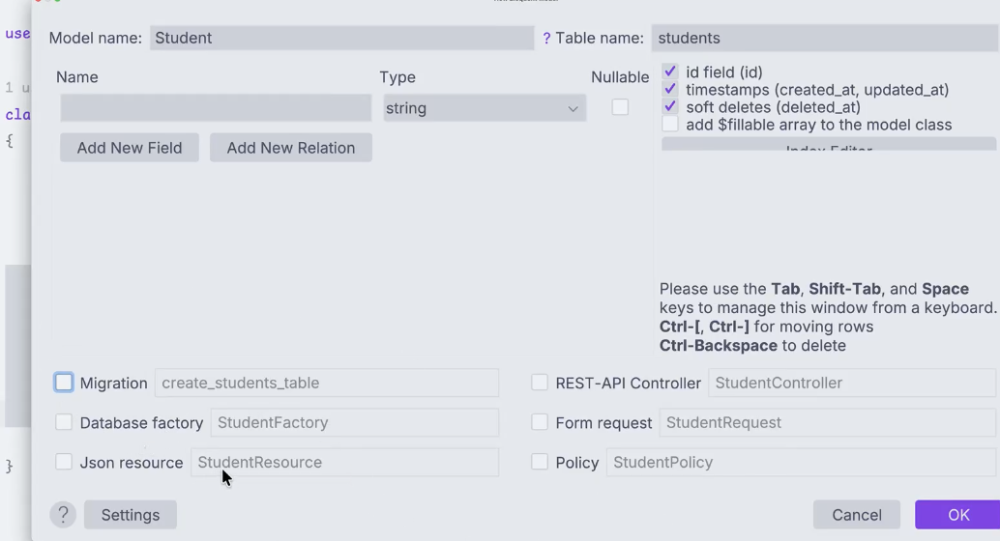 use
Model name: Student
? Table name: students
Name
Type
Nullable
id field (id)
1 u
string
timestamps (created_at, updated_at)
cla
soft deletes (deleted_at)
add $fillable array to the model class
{
Add New Field
Add New Relation
Index Editor
Please use the Tab, Shift-Tab, and Space
keys to manage this window from a keyboard.
Ctrl-[, Ctrl-] for moving rows
Ctrl-Backspace to delete
Migration create_students_table
REST-API Controller StudentController
Database factory StudentFactory
Form request StudentRequest
Json resource StudentResource
Policy StudentPolicy
}
? Settings
Cancel
OK